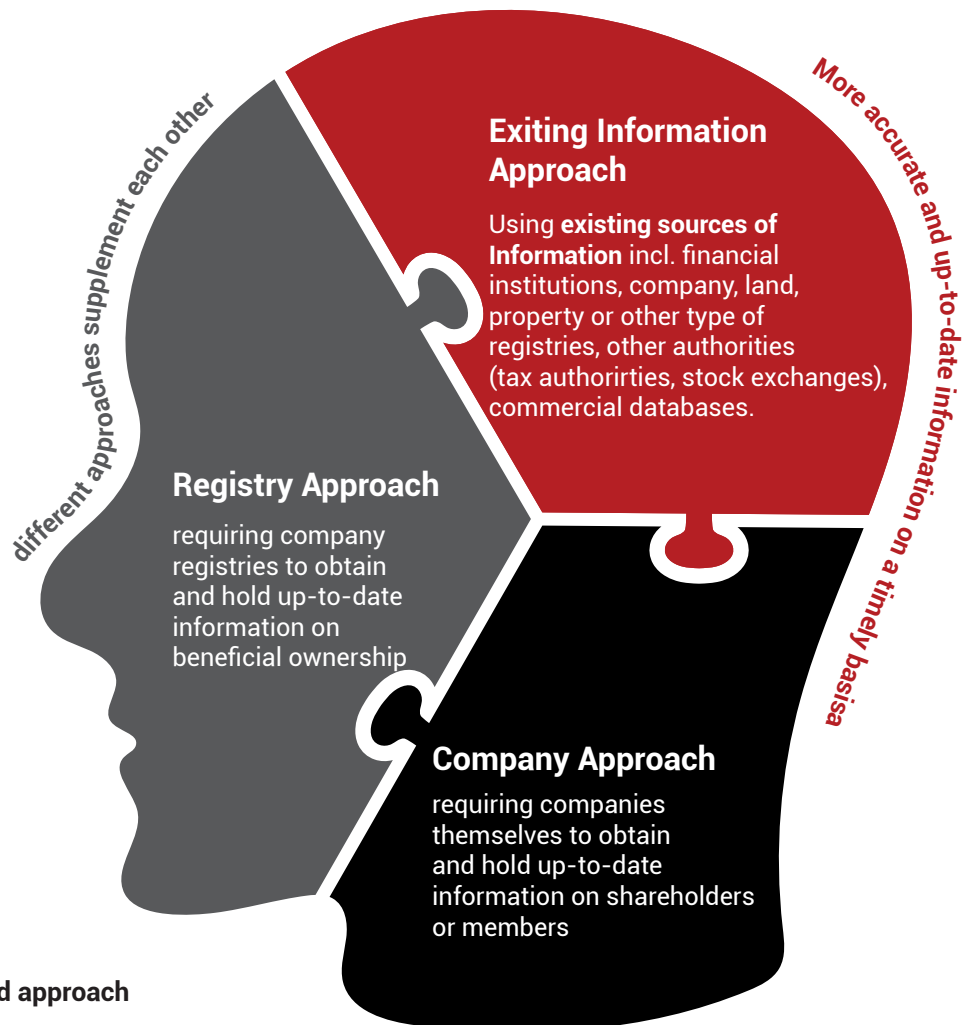 different approaches supplement each other
More accurate and up-to-date information on a timely basisa
Exiting Information
Approach
Using existing sources of
Information incl. financial
institutions, company, land,
property or other type of
registries, other authorities
(tax authorirties, stock exchanges),
commercial databases.
Registry Approach
requiring company
registries to obtain
and hold up-to-date
information on
beneficial ownership
Company Approach
requiring companies
themselves to obtain
and hold up-to-date
information on shareholders
or members
d approach